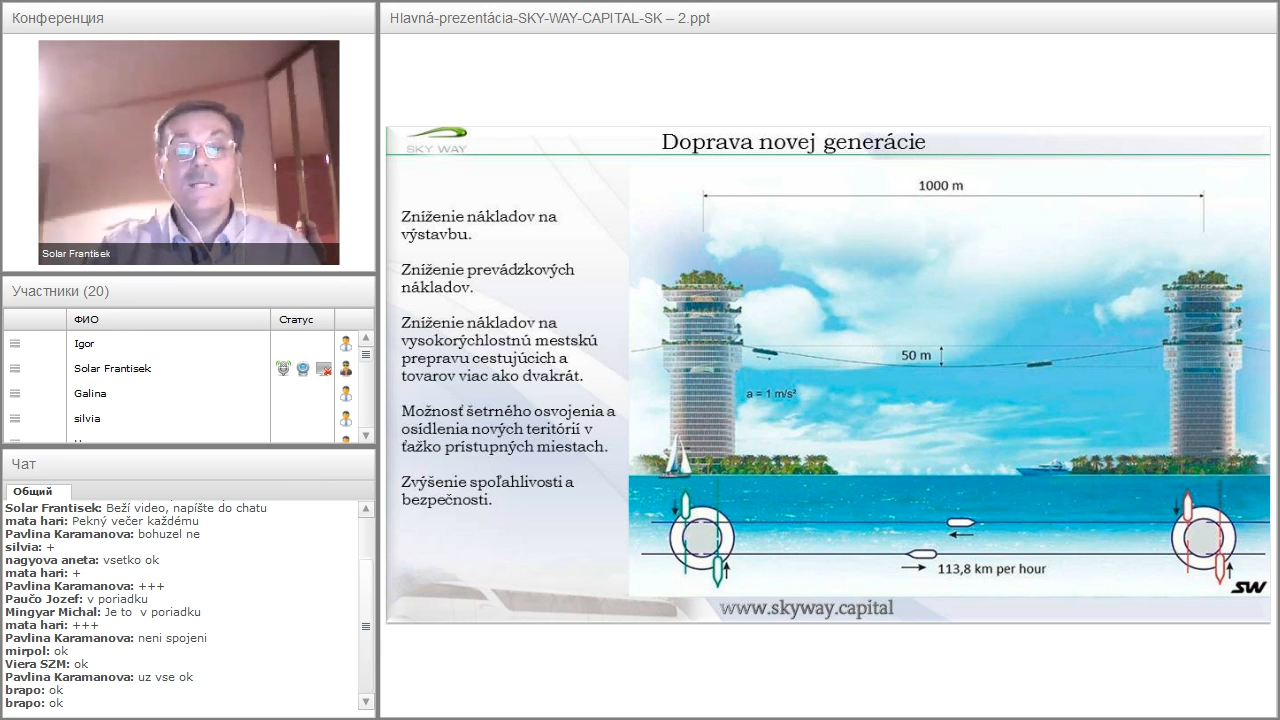 Конференция
Solar Frantisek
Участники (20)
ФИО
Статус
Igor
Solar Frantisek
Galina
silvia
Чат
Общий
Solar Frantisek: Beží video, napíšte do chatu
mata hari: Pekný večer každému
Pavlina Karamanova: bohuzel ne
silvia: +
nagyova aneta: vsetko ok
mata hari: +
Pavlina Karamanova: +++
Paučo Jozef: v poriadku
Mingyar Michal: Je to v poriadku
mata hari: +++
Pavlina Karamanova: neni spojeni
mirpol: ok
Viera SZM: ok
Pavlina Karamanova: uz vse ok
brapo: ok
brapo: ok
Hlavná-prezentácia-SKY-WAY-CAPITAL-SK – 2.ppt
SKY WAY
Doprava novej generácie
Zníženie nákladov na
výstavbu.
Zníženie prevádzkových
nákladov.
Zníženie nákladov na
vysokorýchlostnú mestskú
prepravu cestujúcich a
tovarov viac ako dvakrát.
Možnosť šetrného osvojenia a
osídlenia nových teritórií v
ťažko prístupných miestach.
Zvýšenie spoľahlivosti a
bezpečnosti.
1000 m
50 m
a = 1 m/s²
113,8 km per hour
SW
www.skyway.capital